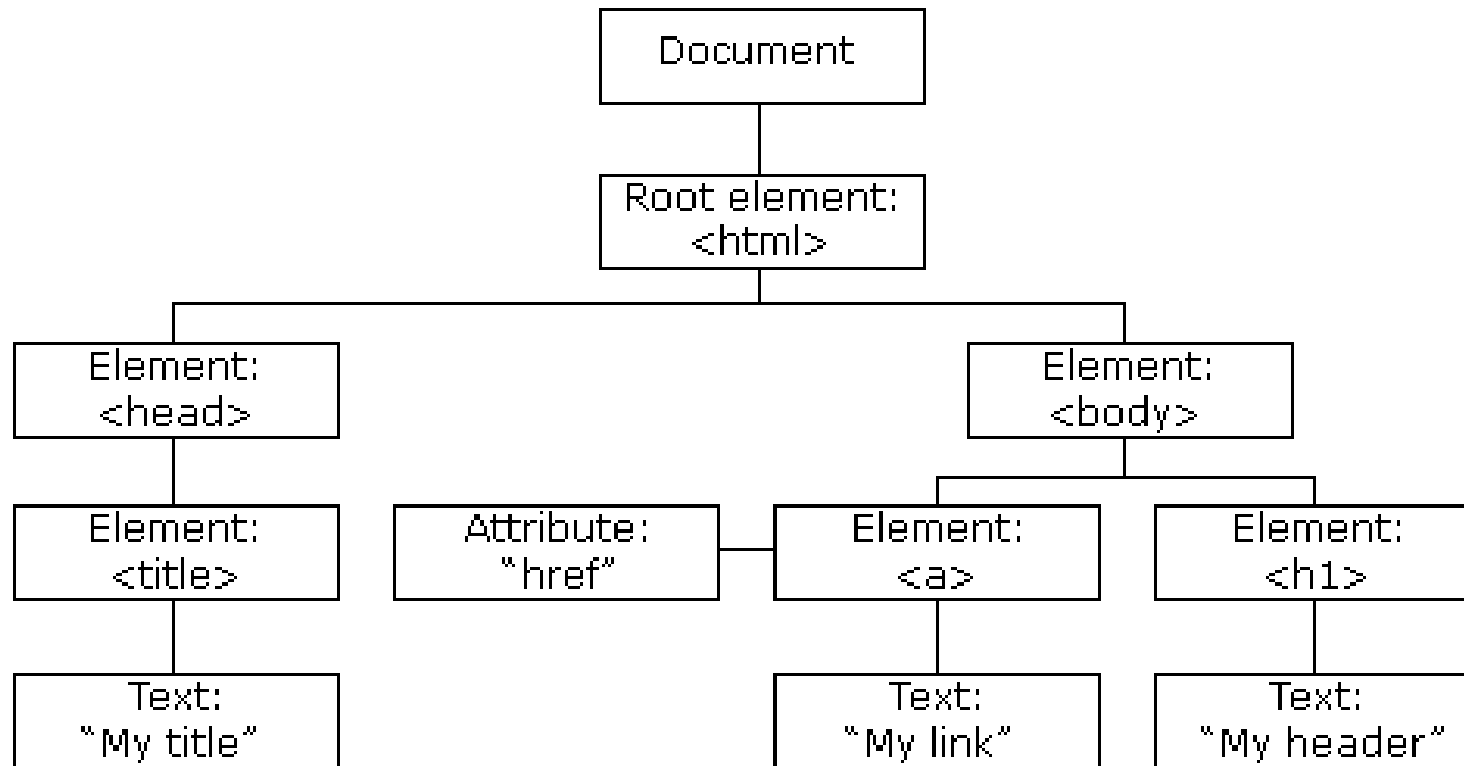 Document
Root element:
<html>
Element:
<head>
Element:
<body>
Element:
<title>
Attribute:
“href”
Element:
<a>
Element:
<h1>
Text:
“My title”
Text:
“My link”
Text:
“My header”